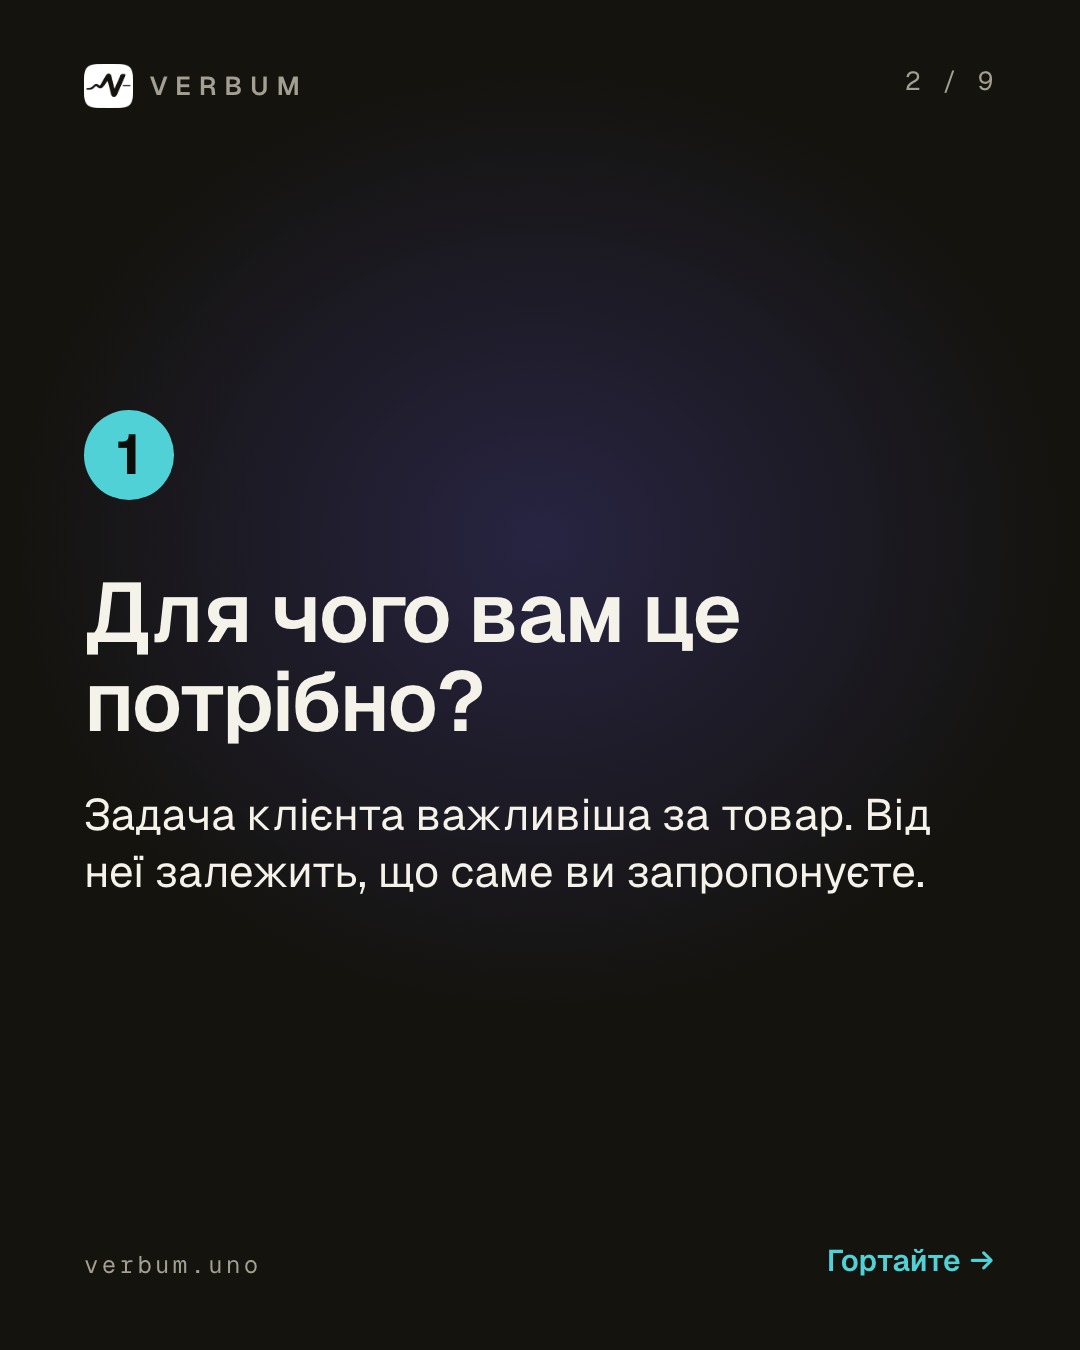 VERBUM
2 / 9
1
Для чого вам це
потрібно?
Задача клієнта важливіша за товар. Від
неї залежить, що саме ви запропонуєте.
verbum.uno
Гортайте →